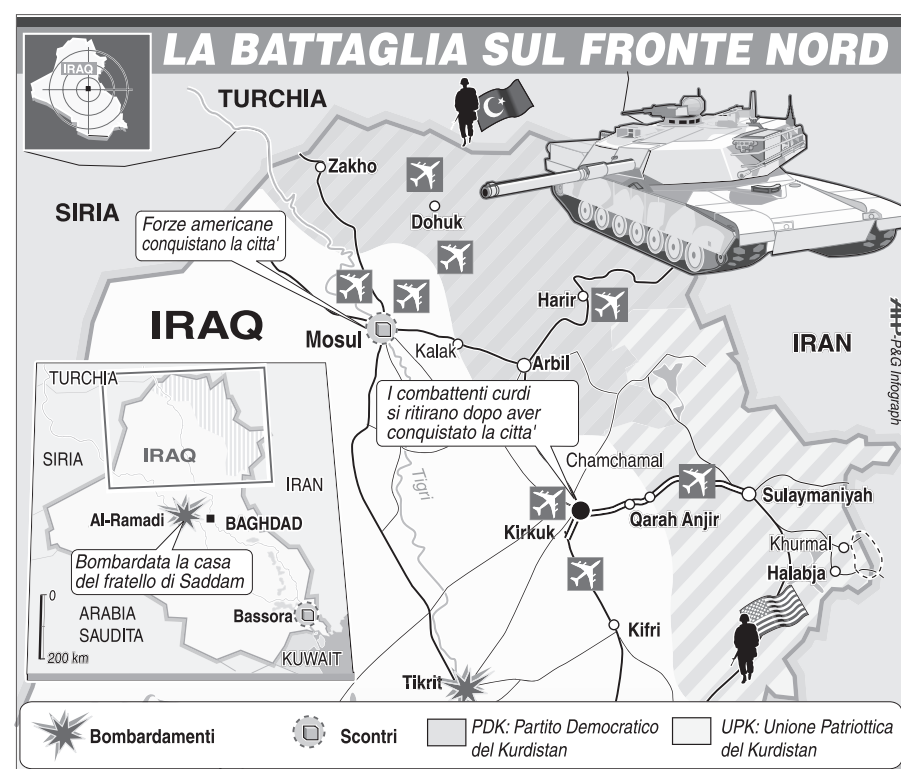 LA BATTAGLIA SUL FRONTE NORD
IRAQ
TURCHIA
Zakho
SIRIA
Dohuk
Forze americane
conquistano la citta'
Harir
IRAQ
Mosul
Kalak
Arbil
IRAN
AFP-P&G Infograph
I combattenti curdi
si ritirano dopo aver
conquistato la citta'
Tigri
Chamchamal
Sulaymaniyah
Kirkuk
Qarah Anjir
Khurmal
Halabja
Kifri
Tikrit
TURCHIA
SIRIA
IRAQ
IRAN
Al-Ramadi
BAGHDAD
Bombardata la casa
del fratello di Saddam
0
ARABIA
SAUDITA
Bassora
200 km
KUWAIT
Bombardamenti
Scontri
PDK: Partito Democratico
del Kurdistan
UPK: Unione Patriottica
del Kurdistan